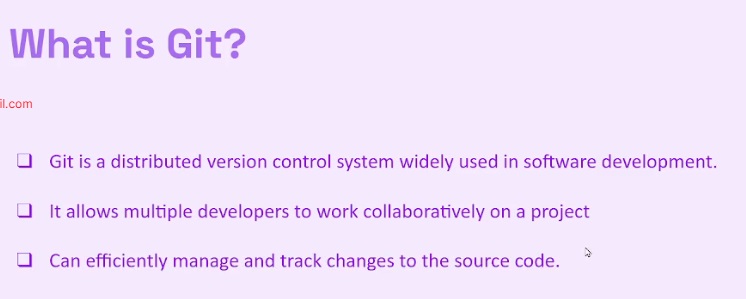 What is Git?
il.com
❏ Git is a distributed version control system widely used in software development.
❏ It allows multiple developers to work collaboratively on a project
❏ Can efficiently manage and track changes to the source code.